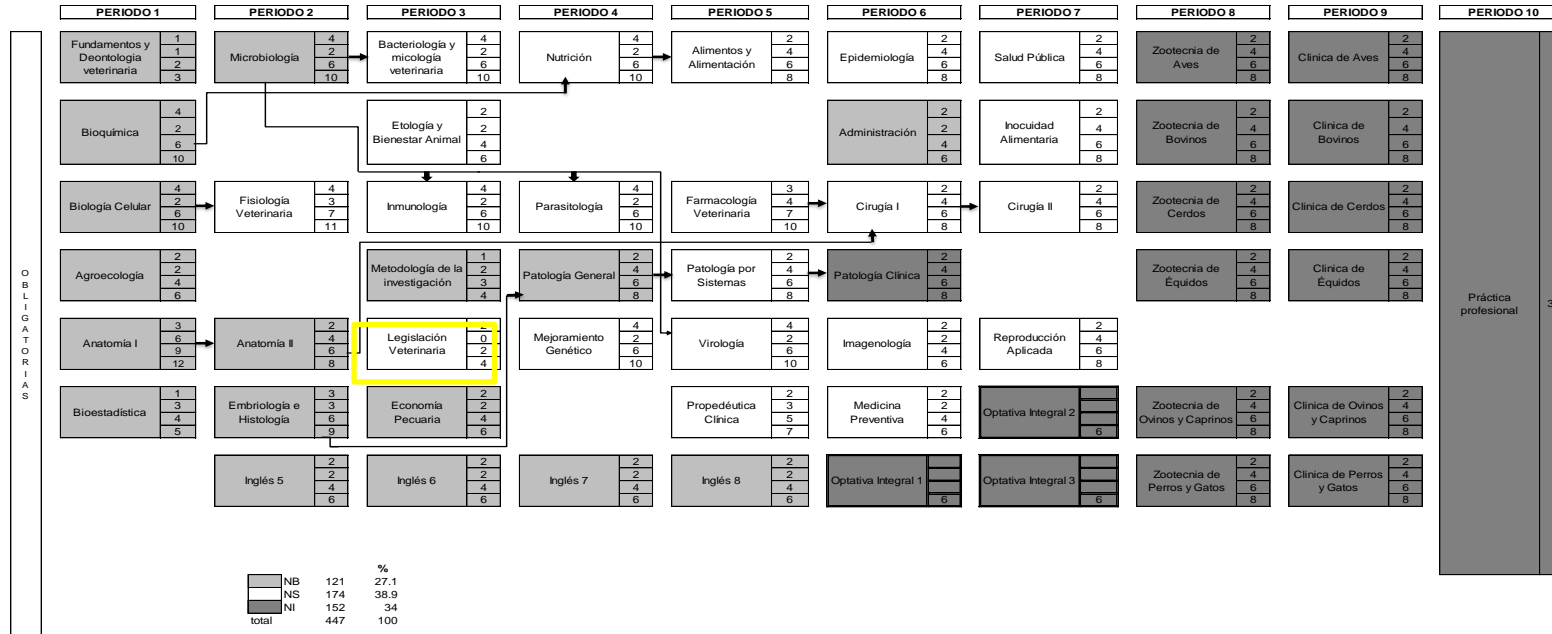 PERIODO 1 PERIODO 2 PERIODO 3 PERIODO 4 PERIODO 5 PERIODO 6 PERIODO 7 PERIODO 8 PERIODO 9 PERIODO 10
OBLIGATORIAS
Fundamentos y Deontologia veterinaria 1 1 2 3
Microbiología 4 2 6 10
Bacteriología y micología veterinaria 4 2 6 10
Nutrición 4 2 6 10
Alimentos y Alimentación 2 4 6 8
Epidemiología 2 4 6 8
Salud Pública 2 4 6 8
Zootecnia de Aves 2 4 6 8
Clinica de Aves 2 4 6 8
Bioquímica 4 2 6 10
Etología y Bienestar Animal 2 2 4 6
Administración 2 2 4 6
Inocuidad Alimentaria 2 4 6 8
Zootecnia de Bovinos 2 4 6 8
Clinica de Bovinos 2 4 6 8
Biología Celular 4 2 6 10
Fisiología Veterinaria 4 3 7 11
Inmunología 4 2 6 10
Parasitología 4 2 6 10
Farmacología Veterinaria 3 4 7 10
Cirugía I 2 4 6 8
Cirugía II 2 4 6 8
Zootecnia de Cerdos 2 4 6 8
Clinica de Cerdos 2 4 6 8
Agroecología 2 2 4 6
Metodología de la investigación 1 2 3 4
Patología General 2 4 6 8
Patología por Sistemas 2 4 6 8
Patología Clínica 2 4 6 8
Zootecnia de Équidos 2 4 6 8
Clinica de Équidos 2 4 6 8
Práctica profesional 3
Anatomía I 3 6 9 12
Anatomía II 2 4 6 8
Legislación Veterinaria 2 0 2 4
Mejoramiento Genético 4 2 6 10
Virología 4 2 6 10
Imagenología 2 2 4 6
Reproducción Aplicada 2 4 6 8
Bioestadística 1 3 4 5
Embriología e Histología 3 3 6 9
Economía Pecuaria 2 2 4 6
Propedéutica Clínica 2 3 5 7
Medicina Preventiva 2 2 4 6
Optativa Integral 2 6
Zootecnia de Ovinos y Caprinos 2 4 6 8
Clinica de Ovinos y Caprinos 2 4 6 8
Inglés 5 2 2 4 6
Inglés 6 2 2 4 6
Inglés 7 2 2 4 6
Inglés 8 2 2 4 6
Optativa Integral 1 6
Optativa Integral 3 6
Zootecnia de Perros y Gatos 2 4 6 8
Clinica de Perros y Gatos 2 4 6 8
%
NB 121 27.1
NS 174 38.9
NI 152 34
total 447 100